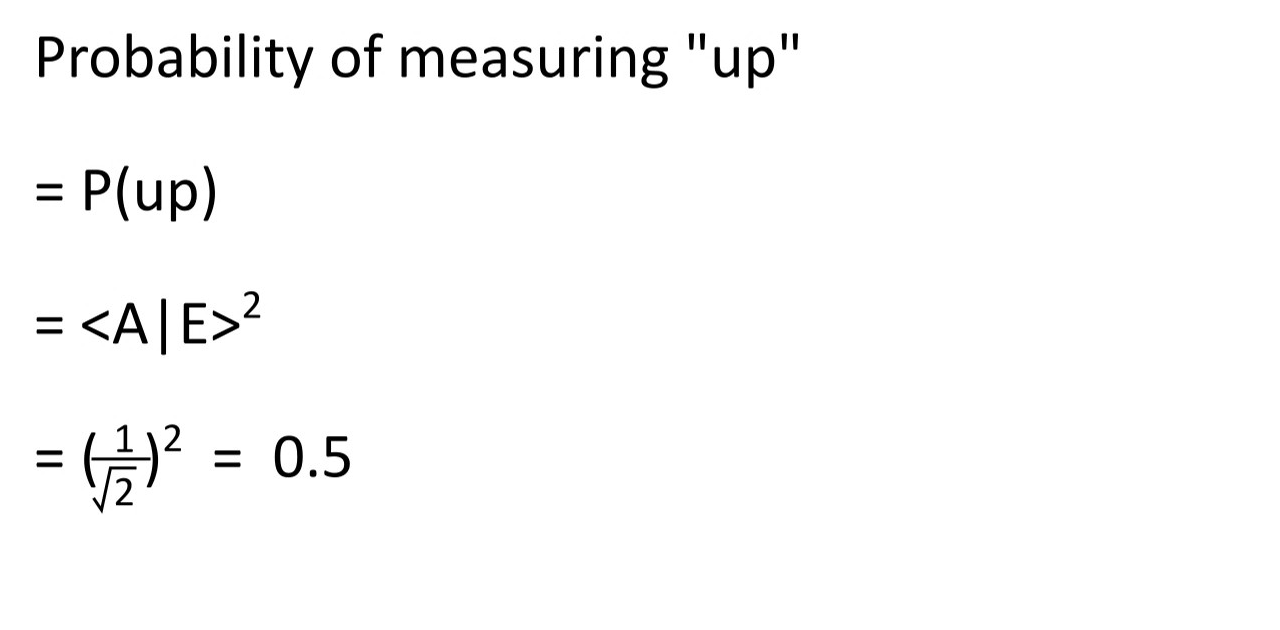 Probability of measuring "up"
= P(up)
= <A|E>²
= (1/√2)² = 0.5